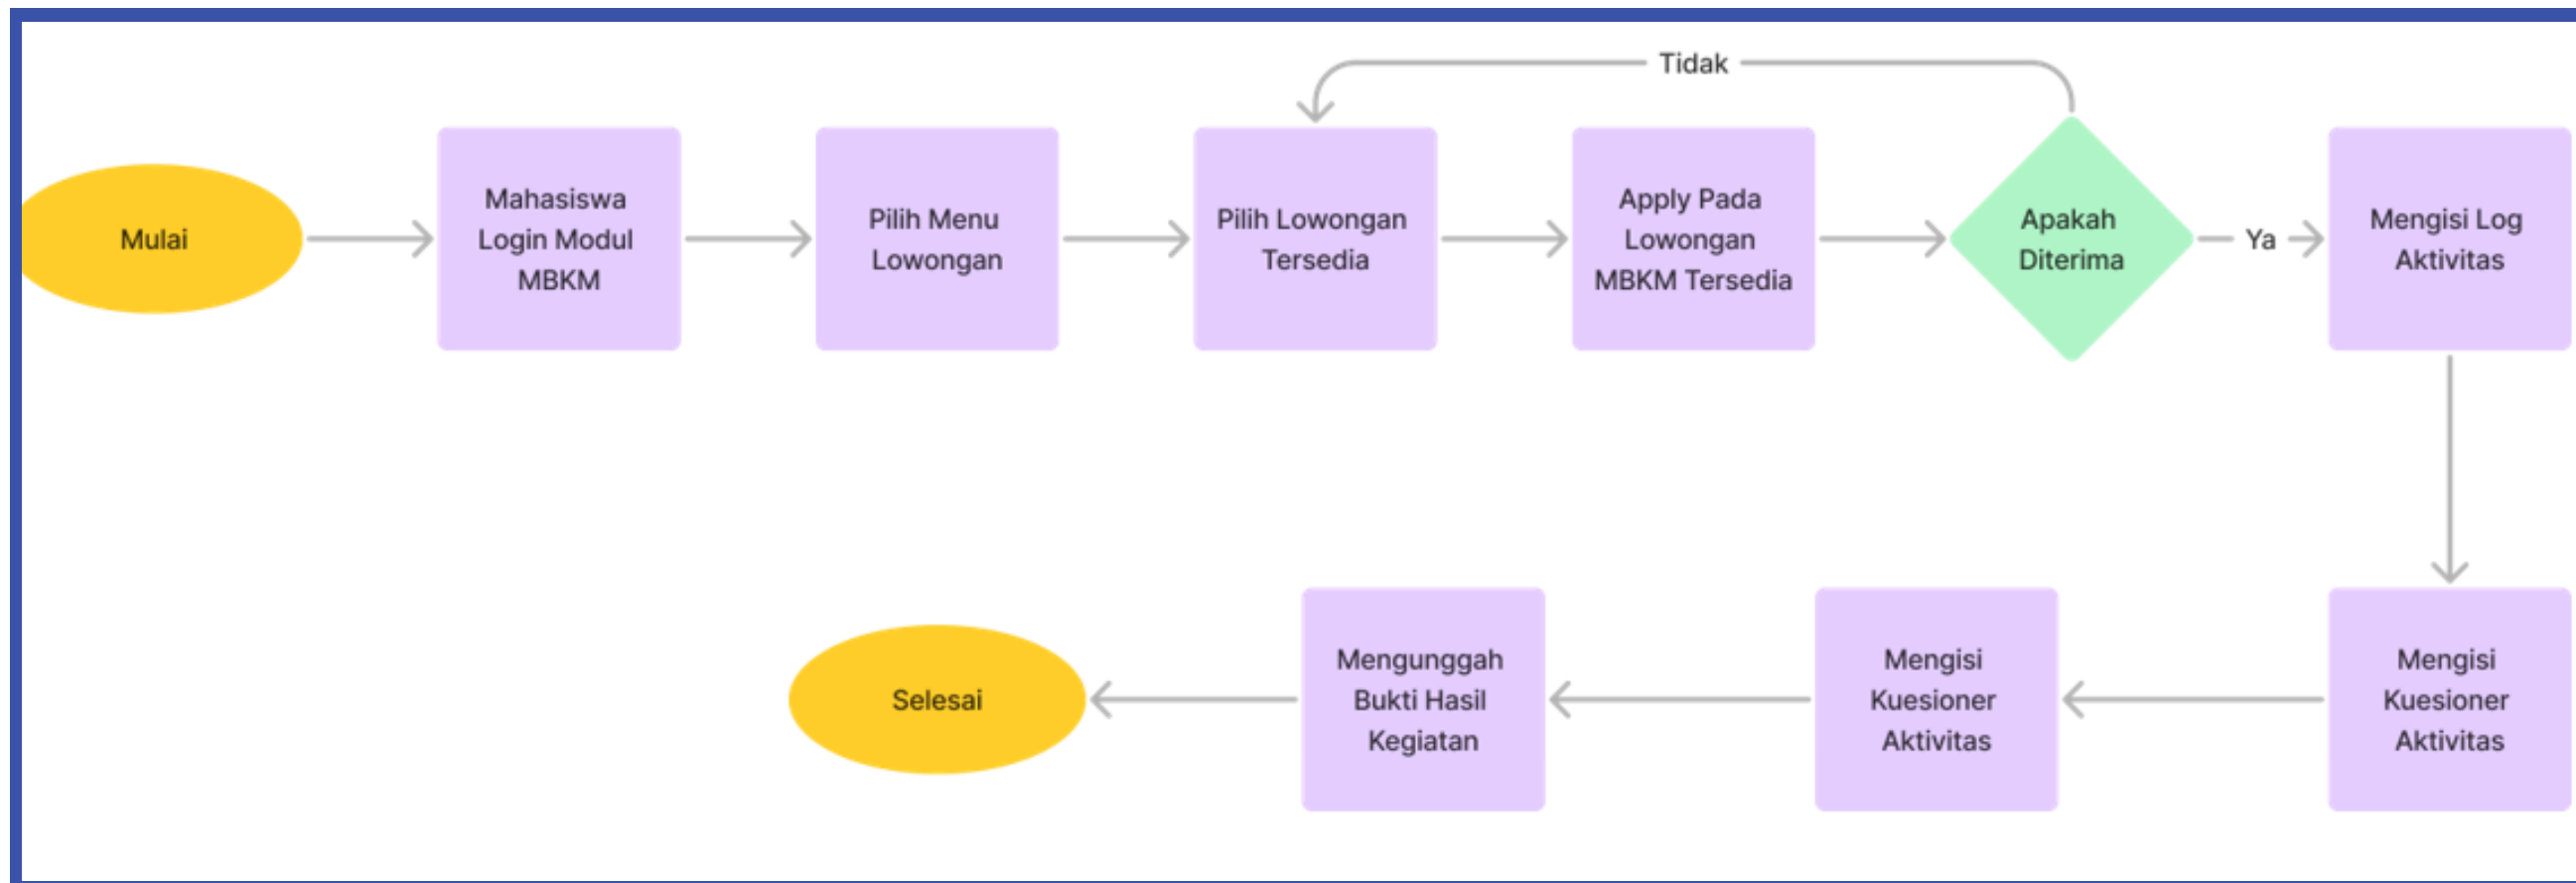 Mulai
Mahasiswa
Login Modul
MBKM
Pilih Menu
Lowongan
Pilih Lowongan
Tersedia
Apply Pada
Lowongan
MBKM Tersedia
Tidak
Apakah
Diterima
Ya
Mengisi Log
Aktivitas
Mengisi
Kuesioner
Aktivitas
Mengisi
Kuesioner
Aktivitas
Mengunggah
Bukti Hasil
Kegiatan
Selesai